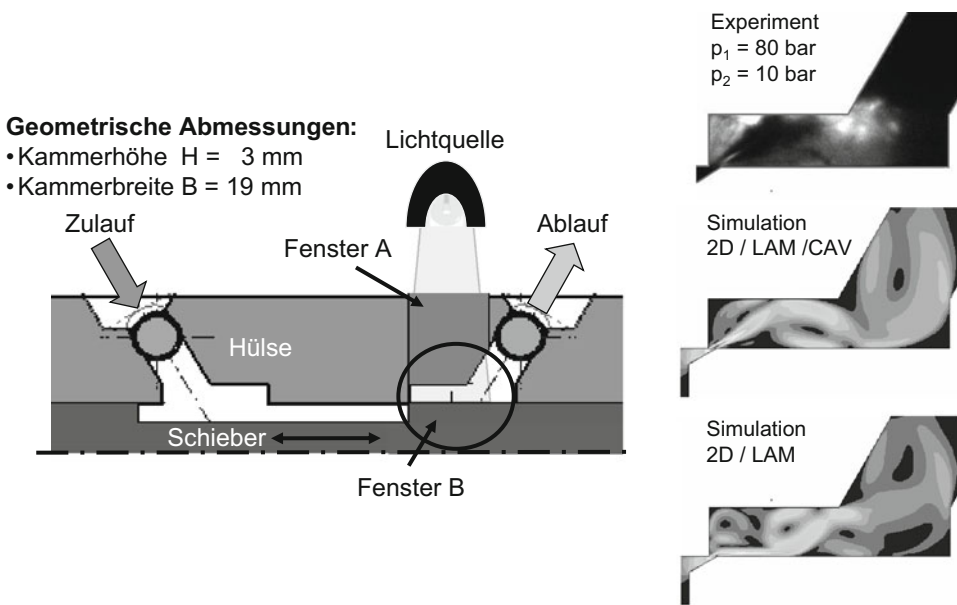 Geometrische Abmessungen:
•Kammerhöhe H = 3 mm
•Kammerbreite B = 19 mm
Lichtquelle
Zulauf
Fenster A
Ablauf
Hülse
Schieber
Fenster B
Experiment
p₁ = 80 bar
p₂ = 10 bar
Simulation
2D / LAM /CAV
Simulation
2D / LAM